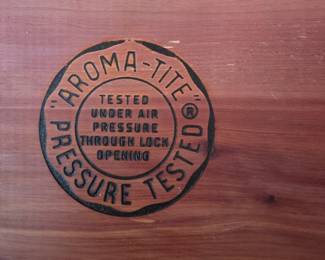 "AROMA-TITE"®
TESTED
UNDER AIR
PRESSURE
THROUGH LOCK
OPENING
PRESSURE TESTED